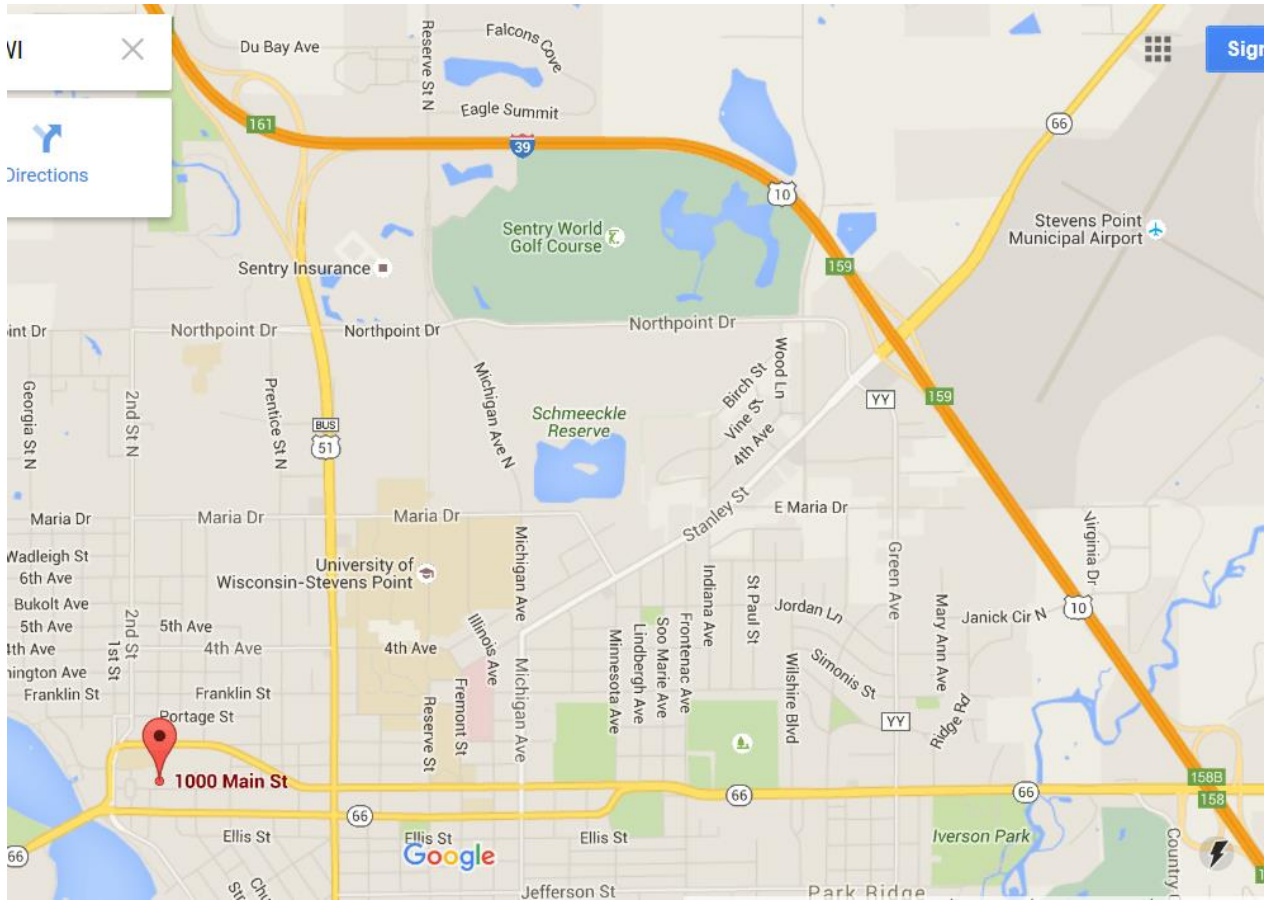 VI
Directions
Sign
Du Bay Ave
Reserve St N
Falcons Cove
Eagle Summit
161
39
10
66
Sentry World
Golf Course
Stevens Point
Municipal Airport
159
Sentry Insurance
int Dr
Northpoint Dr
Northpoint Dr
Northpoint Dr
Georgia St N
2nd St N
Prentice St N
BUS
51
Michigan Ave N
Schmeeckle
Reserve
Birch St
Wood Ln
Vine St
4th Ave
YY
159
Stanley St
Maria Dr
Maria Dr
Maria Dr
E Maria Dr
Virginia Dr
Wadleigh St
6th Ave
Bukolt Ave
5th Ave
4th Ave
nington Ave
Franklin St
1st St
2nd St
5th Ave
4th Ave
Franklin St
Portage St
University of
Wisconsin-Stevens Point
4th Ave
Michigan Ave
Illinois Ave
Michigan Ave
Reserve St
Fremont St
Minnesota Ave
Lindbergh Ave
Soo Marie Ave
Frontenac Ave
Indiana Ave
St Paul St
Wilshire Blvd
Jordan Ln
Simonis St
Green Ave
Mary Ann Ave
Janick Cir N
10
YY
Ridge Rd
1000 Main St
66
66
66
66
158B
158
Ellis St
Ellis St
Ellis St
Google
Iverson Park
Country
Jefferson St
Park Ridge